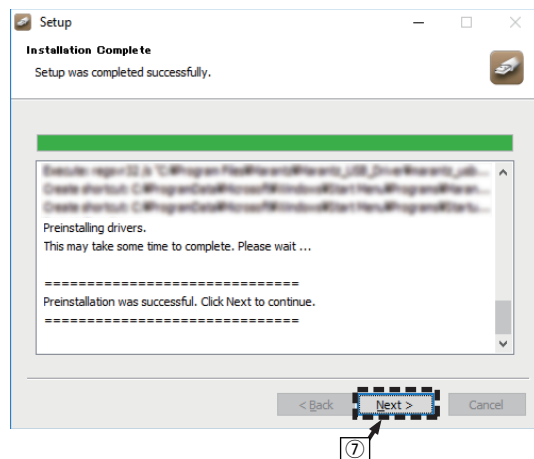 Setup
Installation Complete
Setup was completed successfully.
Preinstalling drivers.
This may take some time to complete. Please wait ...
==============================
Preinstallation was successful. Click Next to continue.
==============================
< Back
Next >
Cancel
⑦